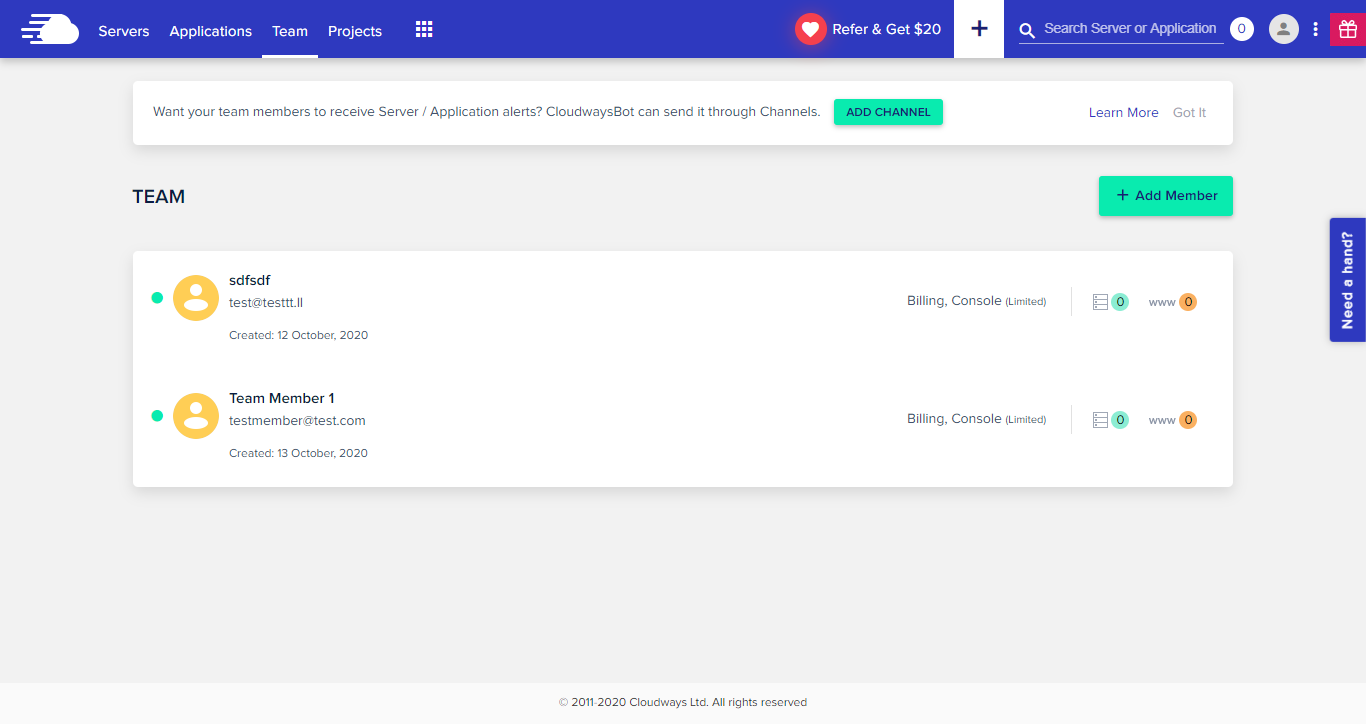 Servers Applications Team Projects Refer & Get $20 + Search Server or Application 0
Want your team members to receive Server / Application alerts? CloudwaysBot can send it through Channels. ADD CHANNEL Learn More Got It
TEAM + Add Member
Need a hand?
sdfsdf
test@testtt.ll Billing, Console (Limited) 0 www 0
Created: 12 October, 2020
Team Member 1
testmember@test.com Billing, Console (Limited) 0 www 0
Created: 13 October, 2020
© 2011-2020 Cloudways Ltd. All rights reserved